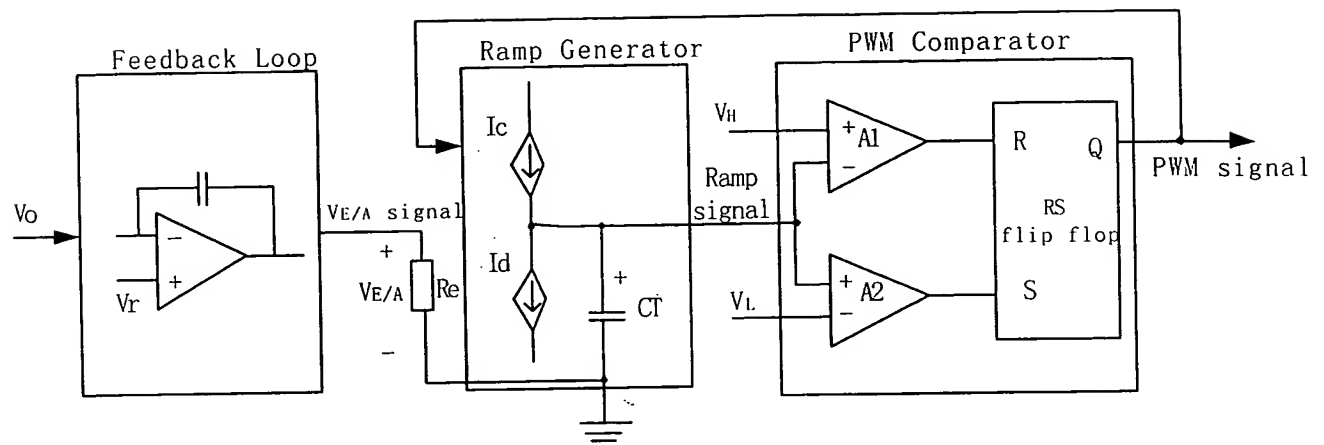 Feedback Loop
Ramp Generator
PWM Comparator
Vo
−
+
Vr
VE/A signal
+
VE/A
Re
−
Ic
Id
+
CT
Ramp
signal
VH
VL
+
A1
−
+
A2
−
R
Q
RS
flip flop
S
PWM signal